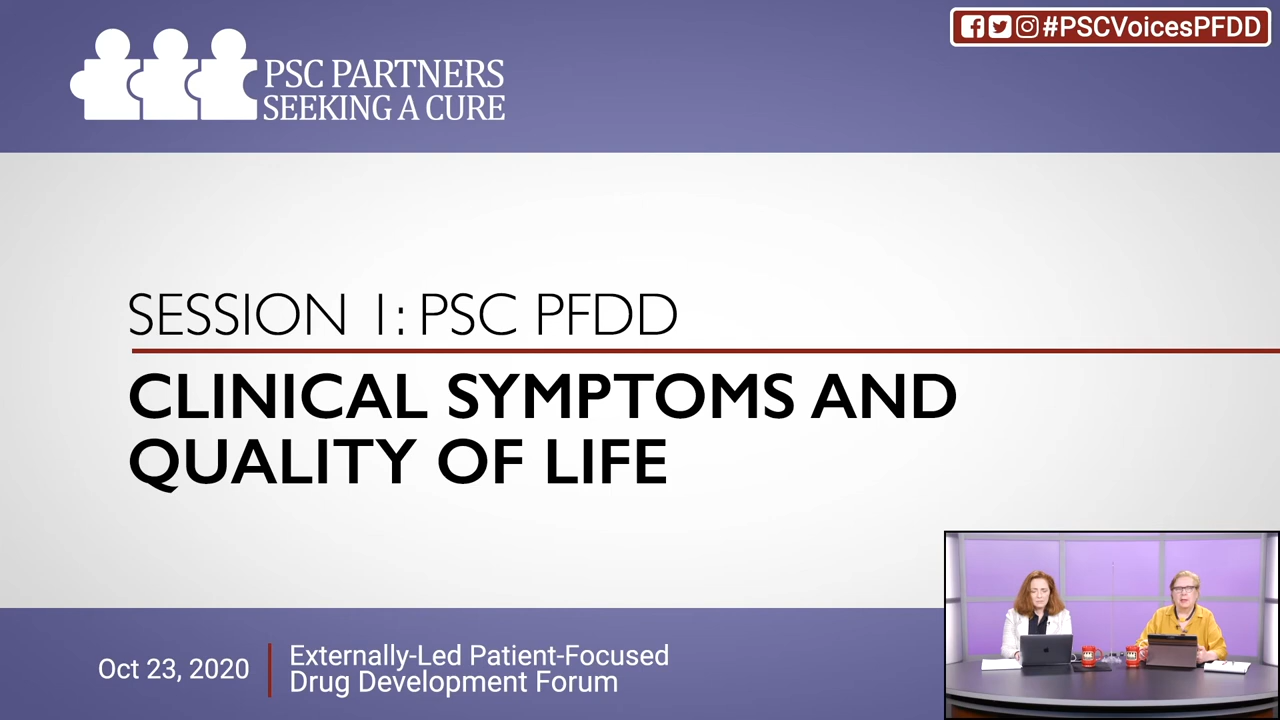 PSC PARTNERS
SEEKING A CURE
#PSCVoicesPFDD
SESSION 1: PSC PFDD
CLINICAL SYMPTOMS AND
QUALITY OF LIFE
Oct 23, 2020
Externally-Led Patient-Focused
Drug Development Forum